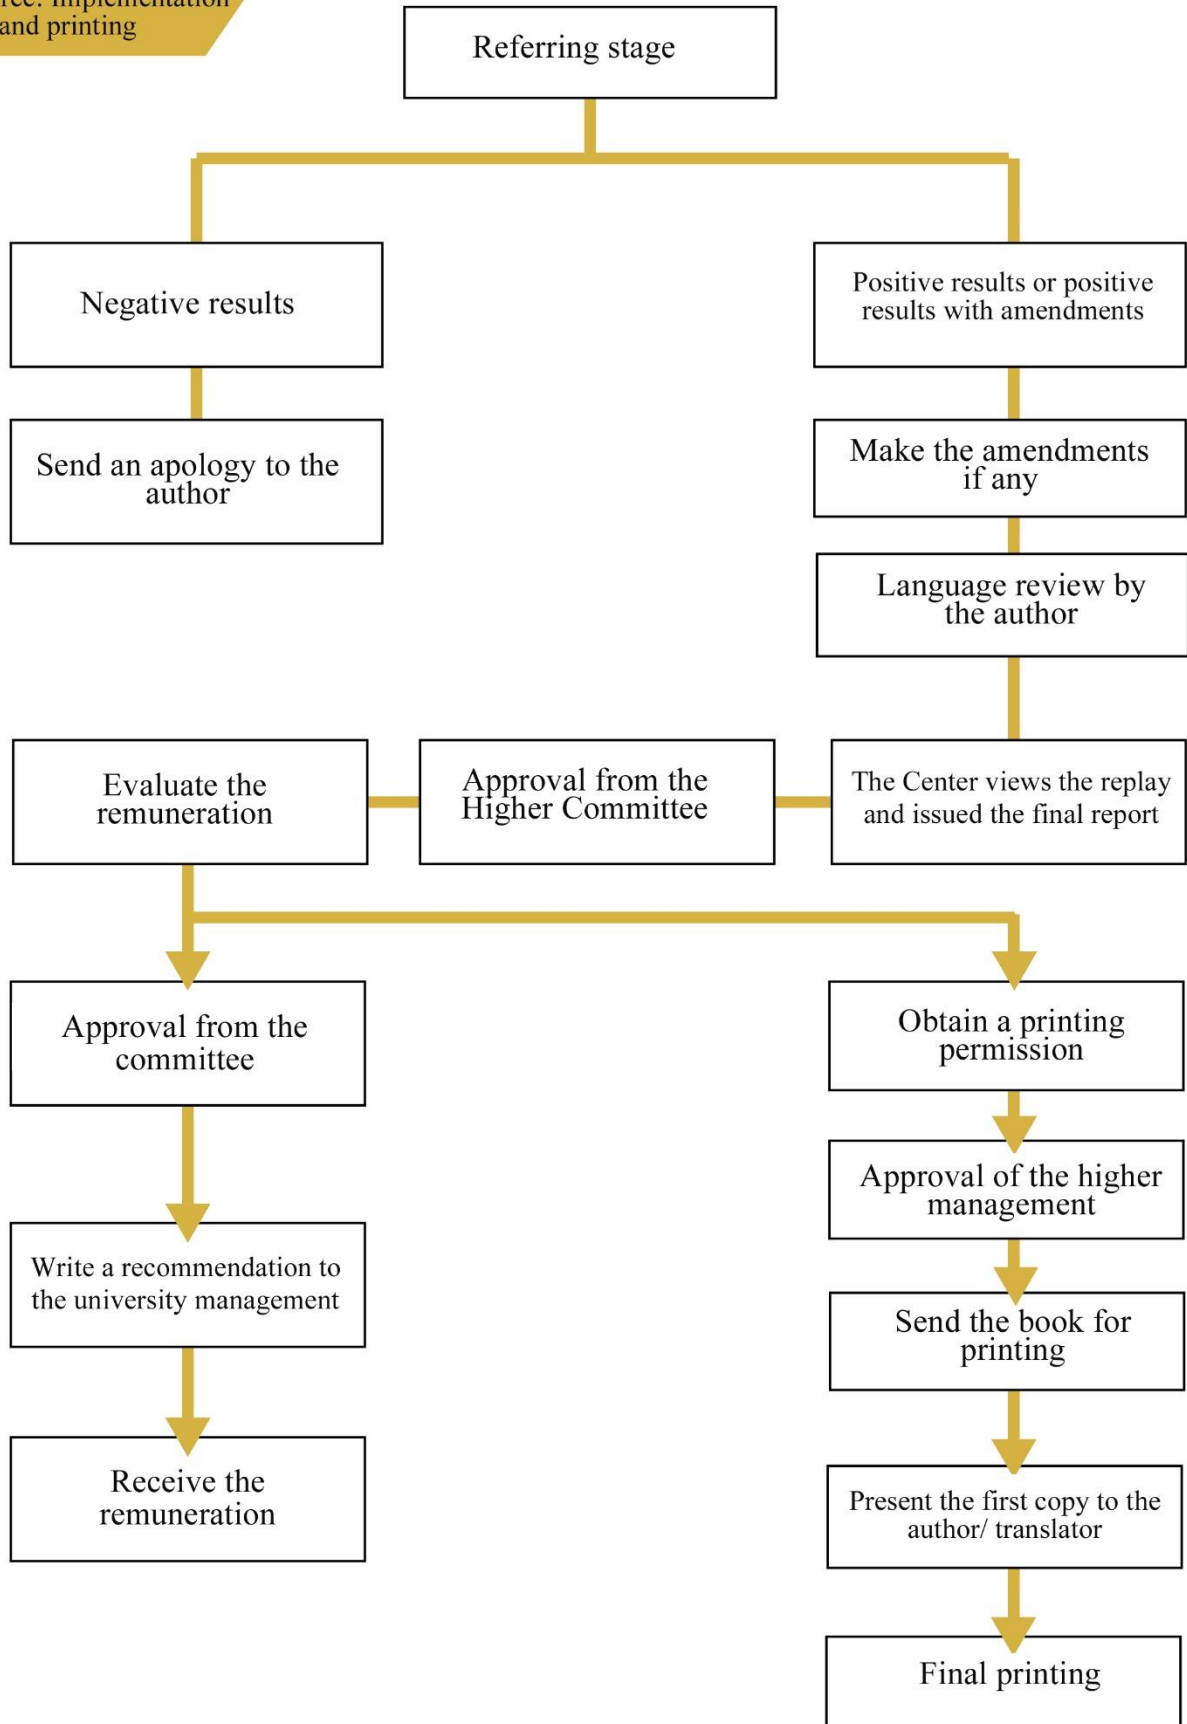 and printing
Referring stage
Negative results
Positive results or positive
results with amendments
Send an apology to the
author
Make the amendments
if any
Language review by
the author
Evaluate the
remuneration
Approval from the
Higher Committee
The Center views the replay
and issued the final report
Approval from the
committee
Obtain a printing
permission
Approval of the higher
management
Write a recommendation to
the university management
Send the book for
printing
Receive the
remuneration
Present the first copy to the
author/ translator
Final printing